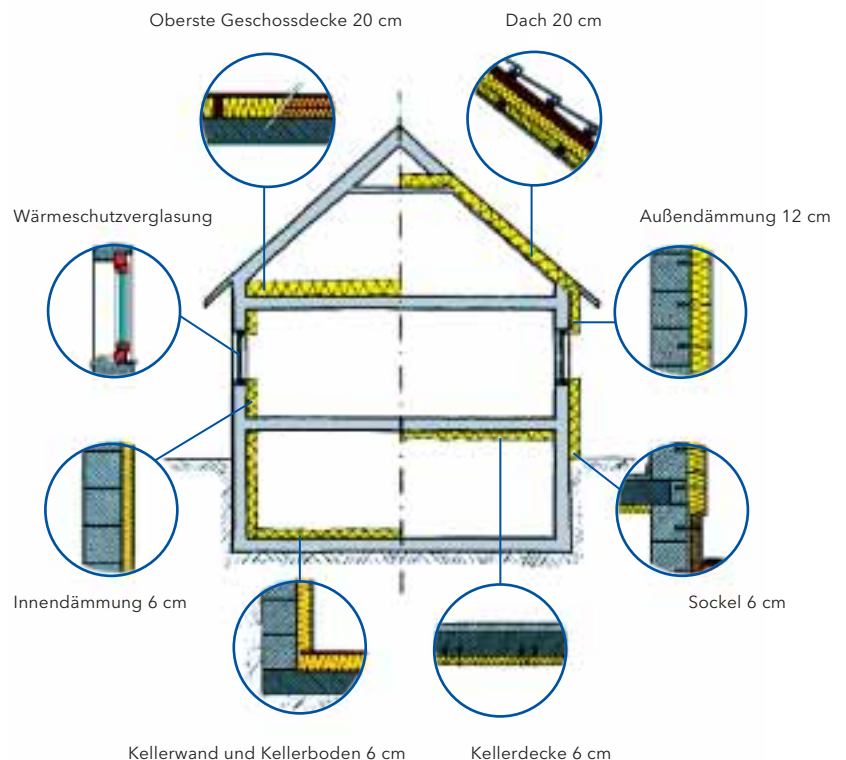 Oberste Geschossdecke 20 cm
Dach 20 cm
Wärmeschutzverglasung
Außendämmung 12 cm
Innendämmung 6 cm
Sockel 6 cm
Kellerwand und Kellerboden 6 cm
Kellerdecke 6 cm